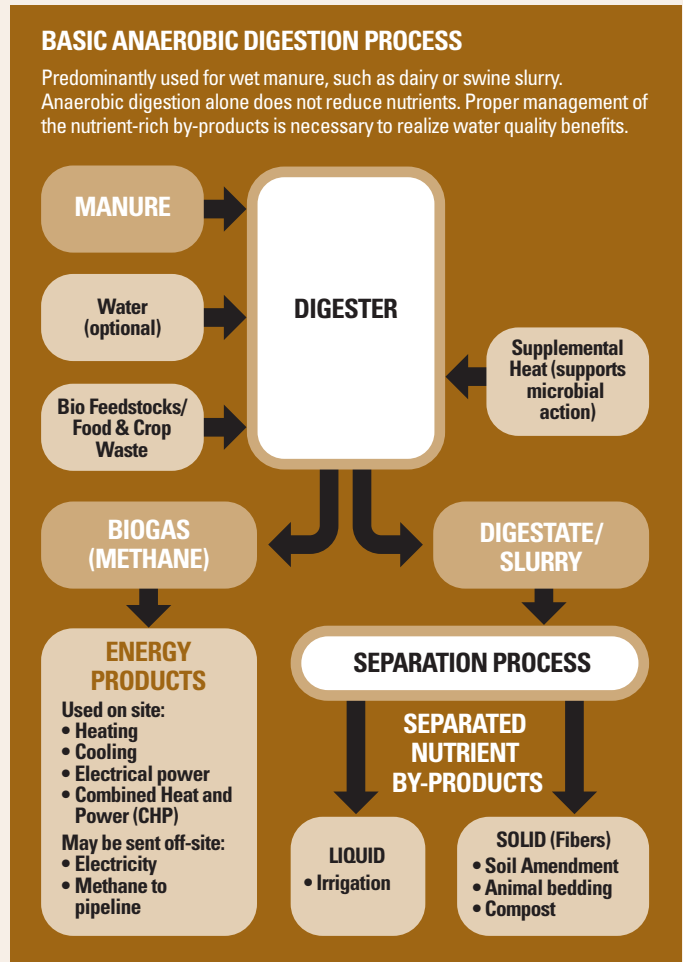 BASIC ANAEROBIC DIGESTION PROCESS
Predominantly used for wet manure, such as dairy or swine slurry.
Anaerobic digestion alone does not reduce nutrients. Proper management of
the nutrient-rich by-products is necessary to realize water quality benefits.
MANURE
Water
(optional)
Bio Feedstocks/
Food & Crop
Waste
DIGESTER
Supplemental
Heat (supports
microbial
action)
BIOGAS
(METHANE)
DIGESTATE/
SLURRY
ENERGY
PRODUCTS
Used on site:
• Heating
• Cooling
• Electrical power
• Combined Heat and
Power (CHP)
May be sent off-site:
• Electricity
• Methane to
pipeline
SEPARATION PROCESS
SEPARATED
NUTRIENT
BY-PRODUCTS
LIQUID
• Irrigation
SOLID (Fibers)
• Soil Amendment
• Animal bedding
• Compost